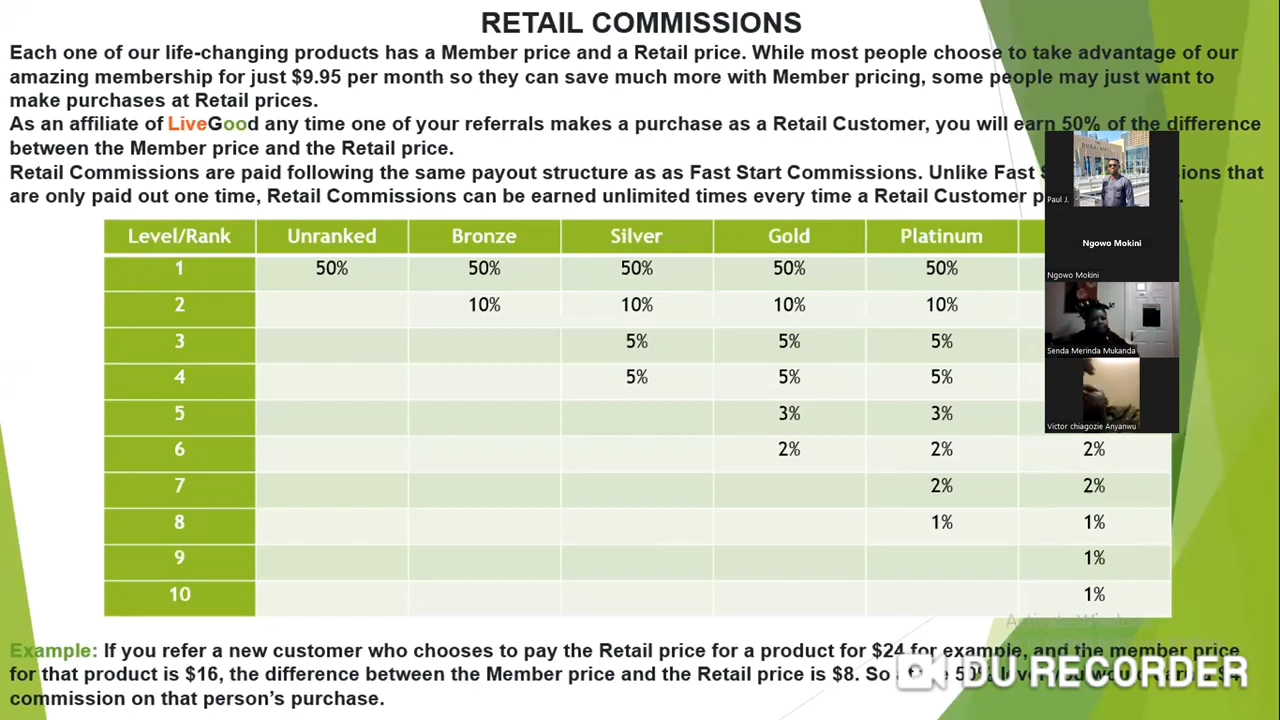 RETAIL COMMISSIONS
Each one of our life-changing products has a Member price and a Retail price. While most people choose to take advantage of our
amazing membership for just $9.95 per month so they can save much more with Member pricing, some people may just want to
make purchases at Retail prices.
As an affiliate of LiveGood any time one of your referrals makes a purchase as a Retail Customer, you will earn 50% of the difference
between the Member price and the Retail price.
Retail Commissions are paid following the same payout structure as as Fast Start Commissions. Unlike Fast
are only paid out one time, Retail Commissions can be earned unlimited times every time a Retail Customer
Level/Rank Unranked Bronze Silver Gold Platinum
1 50% 50% 50% 50% 50%
2 10% 10% 10% 10%
3 5% 5% 5%
4 5% 5% 5%
5 3% 3%
6 2% 2% 2%
7 2% 2%
8 1% 1%
9 1%
10 1%
DUBAI MALL
Paul J.
Ngowo Mokini
Ngowo Mokini
Senda Merinda Mukanda
Victor chiagozie Anyanwu
Example: If you refer a new customer who chooses to pay the Retail price for a product for $24 for example, and the member price
for that product is $16, the difference between the Member price and the Retail price is $8. So
commission on that person's purchase.
DU RECORDER